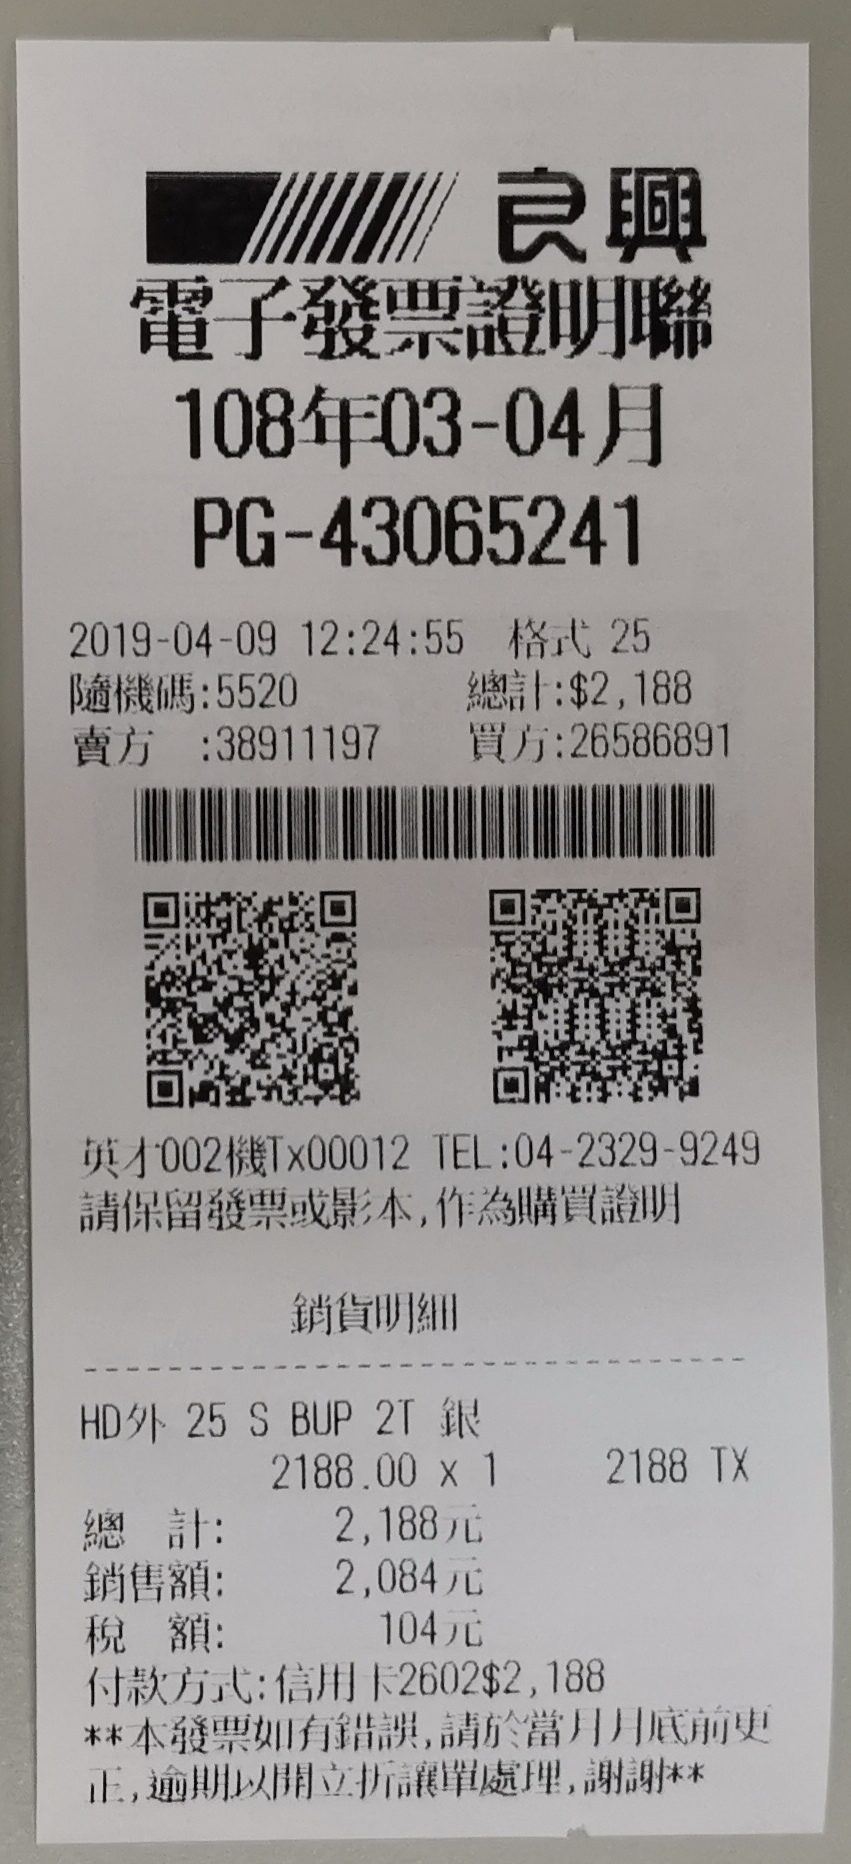 良興
電子發票證明聯
108年03-04月
PG-43065241
2019-04-09 12:24:55 格式 25
隨機碼:5520 總計:$2,188
賣方 :38911197 買方:26586891
英才002機Tx00012 TEL:04-2329-9249
請保留發票或影本,作為購買證明
銷貨明細
HD外 25 S BUP 2T 銀
2188.00 x 1 2188 TX
總 計: 2,188元
銷售額: 2,084元
稅 額: 104元
付款方式:信用卡2602$2,188
**本發票如有錯誤,請於當月月底前更
正,逾期以開立折讓單處理,謝謝**